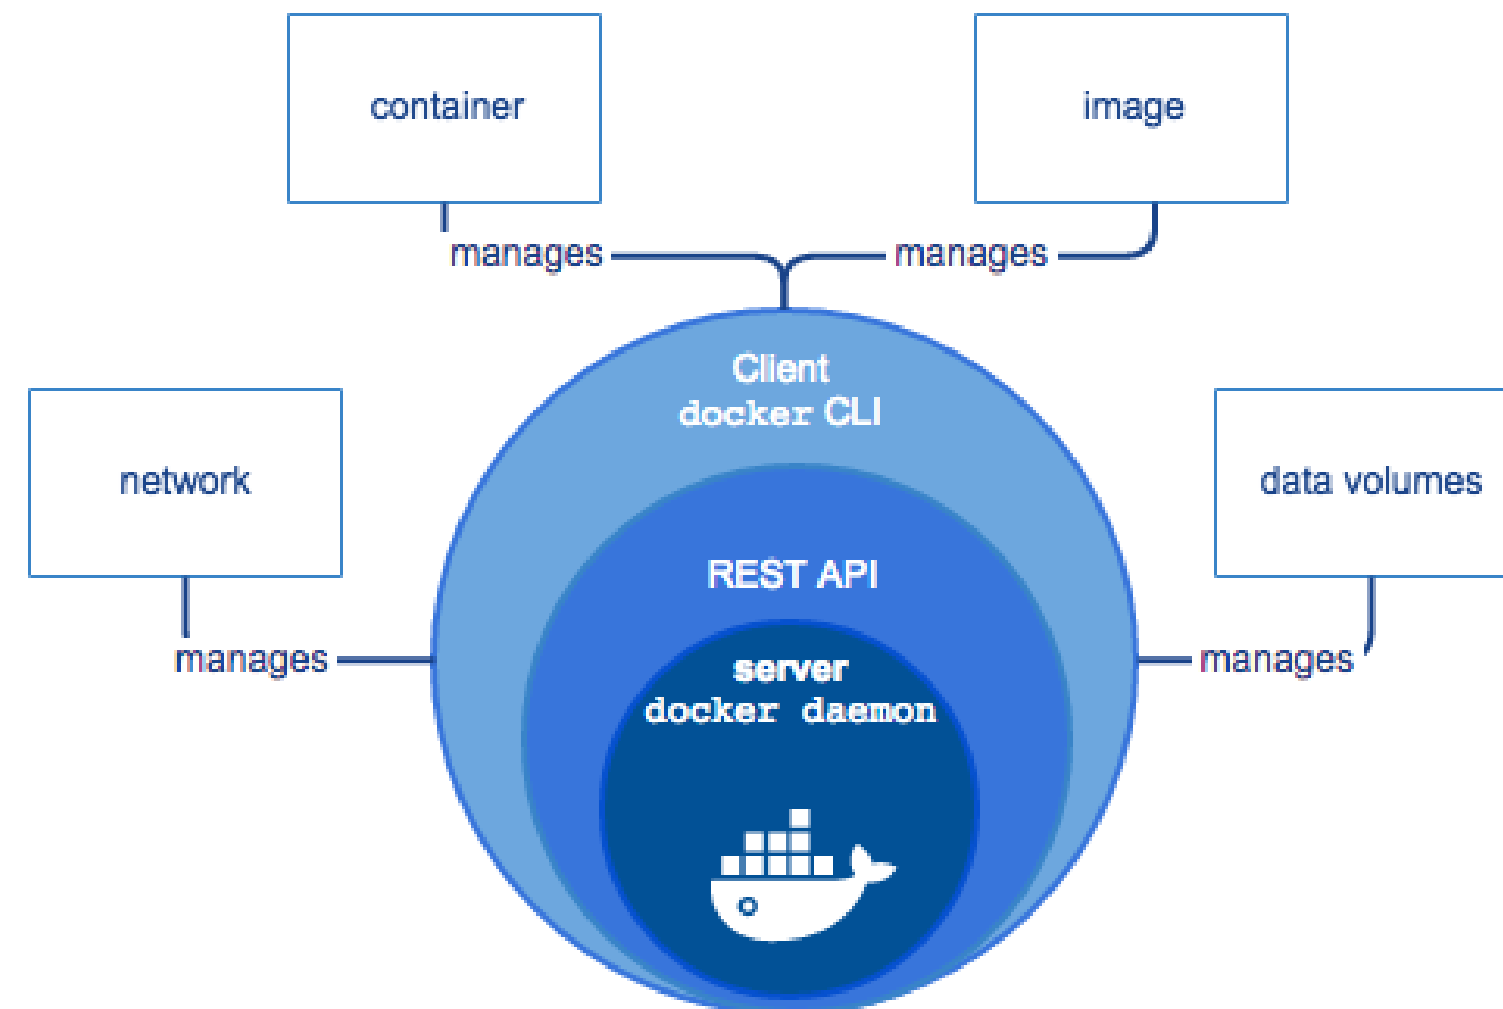 container
image
manages
manages
Client
docker CLI
network
data volumes
REST API
manages
server
manages
docker daemon